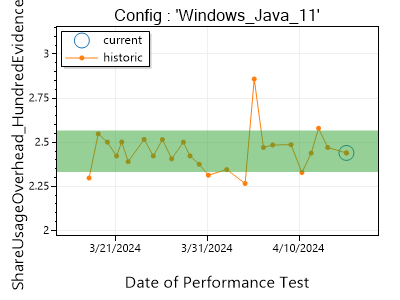 Config : 'Windows_Java_11'
current
historic
ShareUsageOverhead_HundredEvidence
3
2.75
2.5
2.25
2
3/21/2024
3/31/2024
4/10/2024
Date of Performance Test